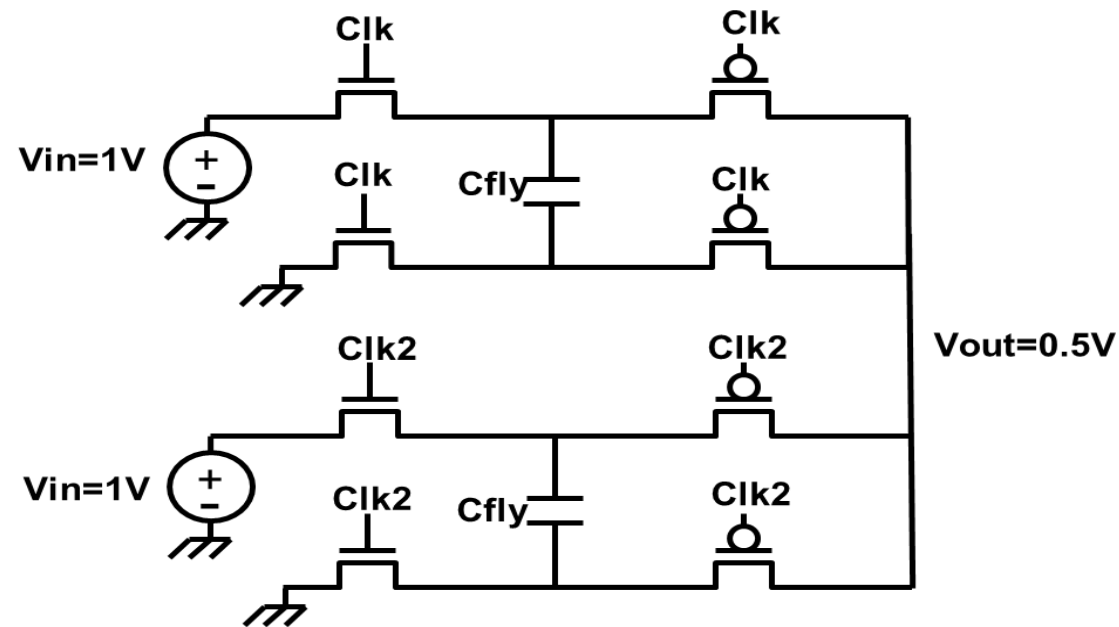 Clk
Clk
Vin=1V
+
-
Clk
Cfly
Clk
Clk2
Clk2
Vout=0.5V
Vin=1V
+
-
Clk2
Cfly
Clk2